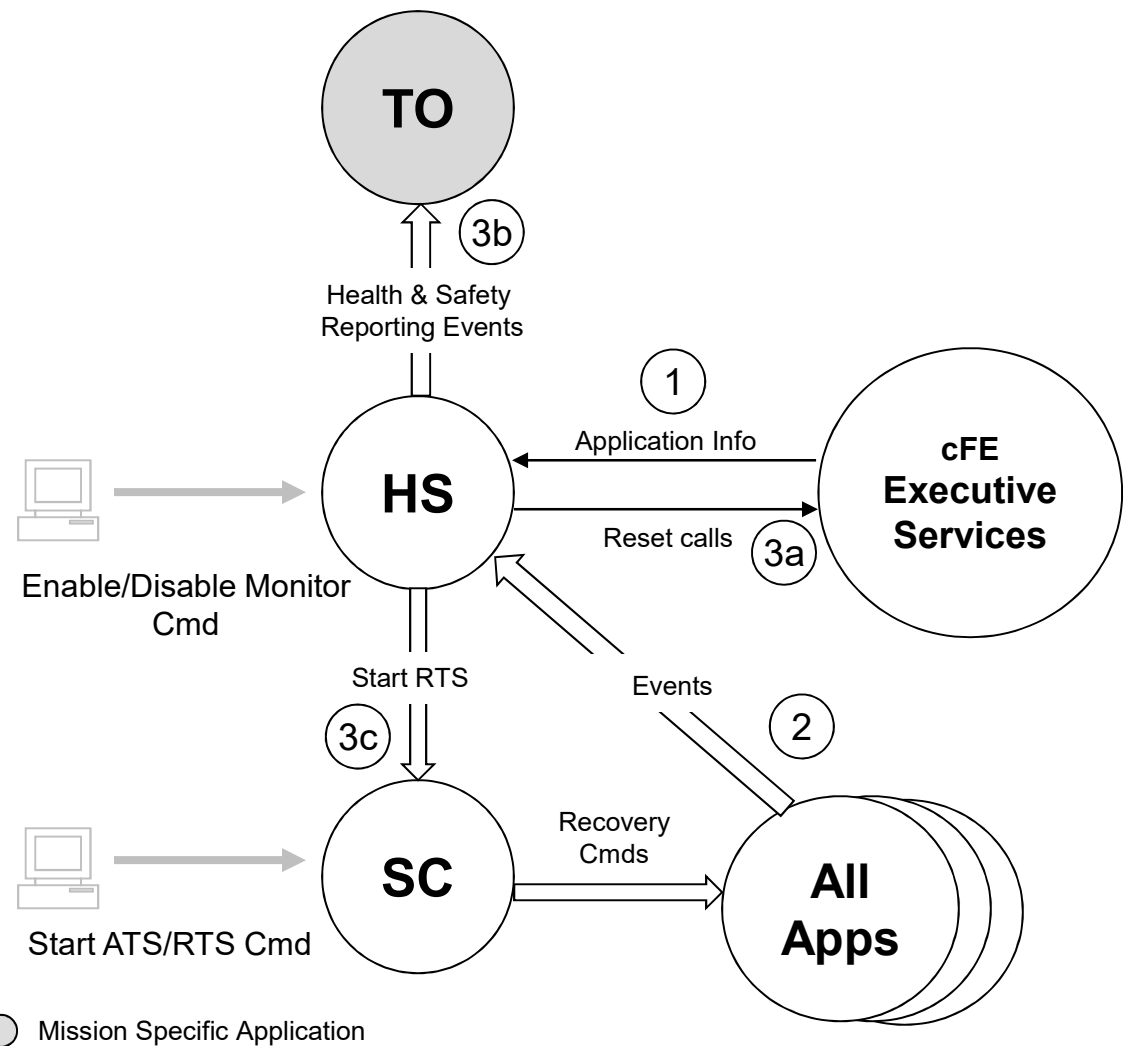 TO
3b
Health & Safety
Reporting Events
1
Application Info
cFE
Executive
Services
HS
Reset calls
3a
Enable/Disable Monitor
Cmd
Start RTS
Events
3c
2
Recovery
Cmds
SC
All
Apps
Start ATS/RTS Cmd
Mission Specific Application